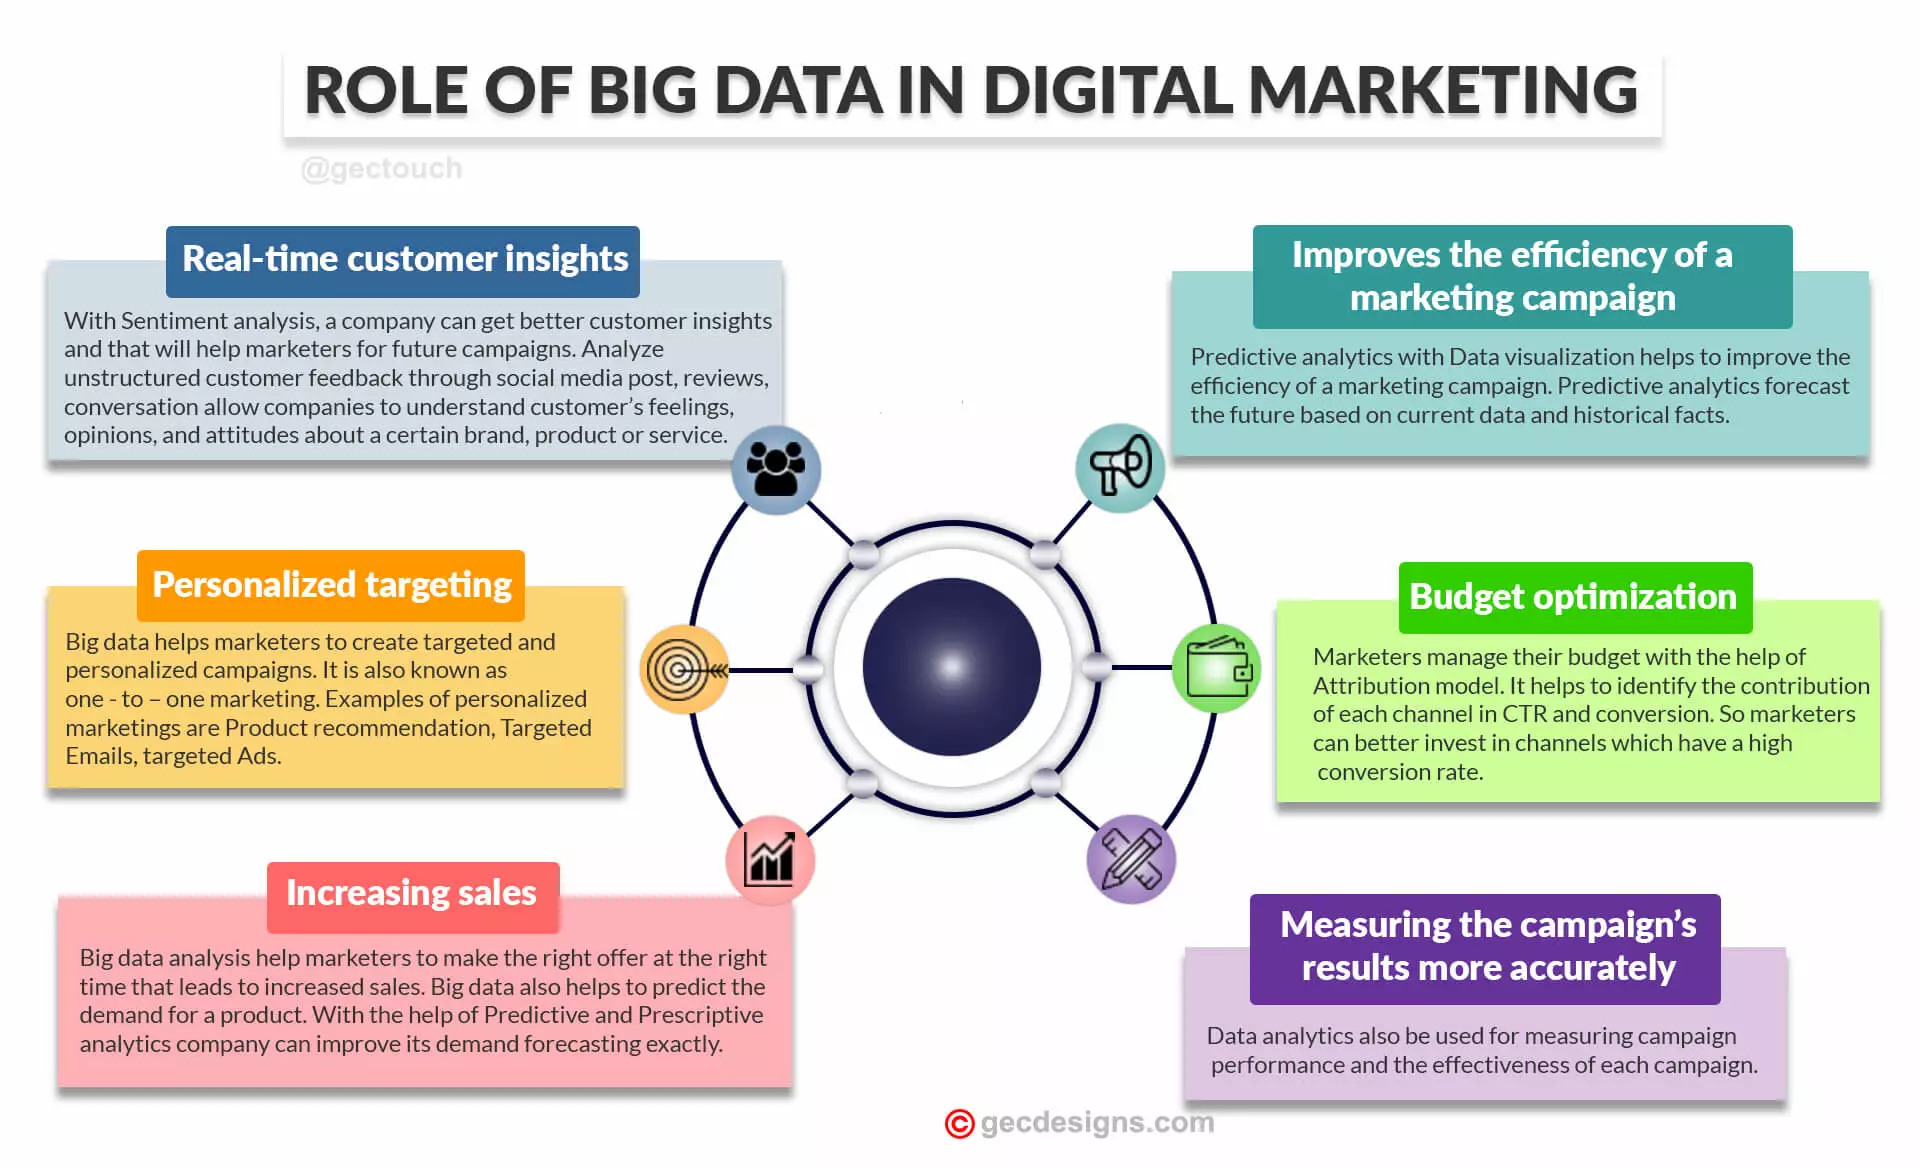 ROLE OF BIG DATA IN DIGITAL MARKETING
@gectouch
Real-time customer insights
With Sentiment analysis, a company can get better customer insights
and that will help marketers for future campaigns. Analyze
unstructured customer feedback through social media post, reviews,
conversation allow companies to understand customer’s feelings,
opinions, and attitudes about a certain brand, product or service.
Personalized targeting
Big data helps marketers to create targeted and
personalized campaigns. It is also known as
one - to – one marketing. Examples of personalized
marketings are Product recommendation, Targeted
Emails, targeted Ads.
Increasing sales
Big data analysis help marketers to make the right offer at the right
time that leads to increased sales. Big data also helps to predict the
demand for a product. With the help of Predictive and Prescriptive
analytics company can improve its demand forecasting exactly.
Improves the efficiency of a
marketing campaign
Predictive analytics with Data visualization helps to improve the
efficiency of a marketing campaign. Predictive analytics forecast
the future based on current data and historical facts.
Budget optimization
Marketers manage their budget with the help of
Attribution model. It helps to identify the contribution
of each channel in CTR and conversion. So marketers
can better invest in channels which have a high
conversion rate.
Measuring the campaign’s
results more accurately
Data analytics also be used for measuring campaign
performance and the effectiveness of each campaign.
© gecdesigns.com